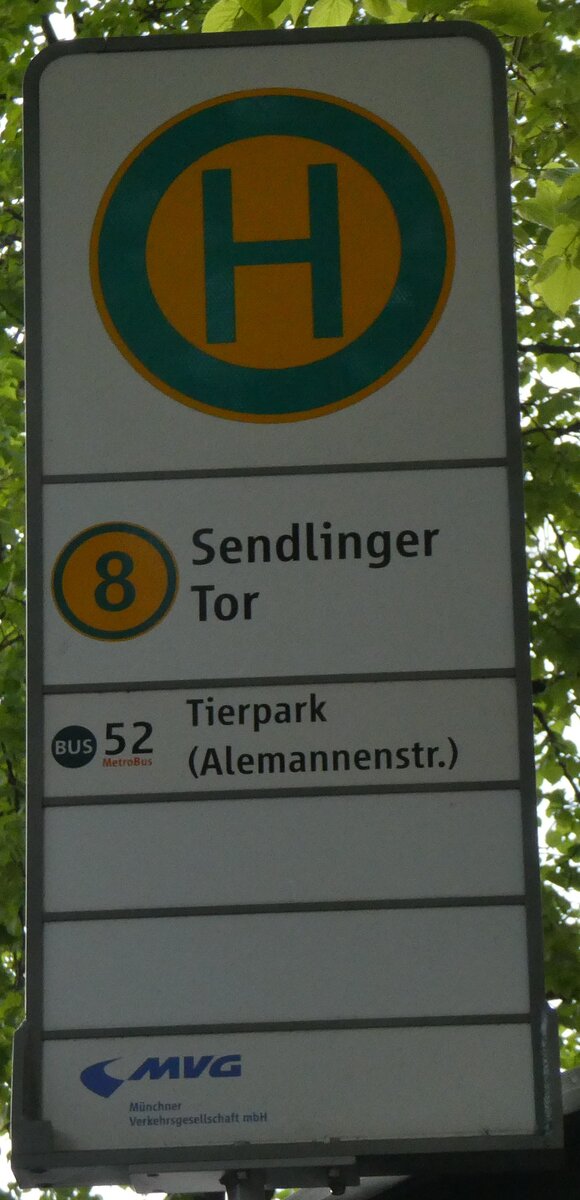 H
8
Sendlinger
Tor
BUS 52
MetroBus
Tierpark
(Alemannenstr.)
MVG
Münchner
Verkehrsgesellschaft mbH